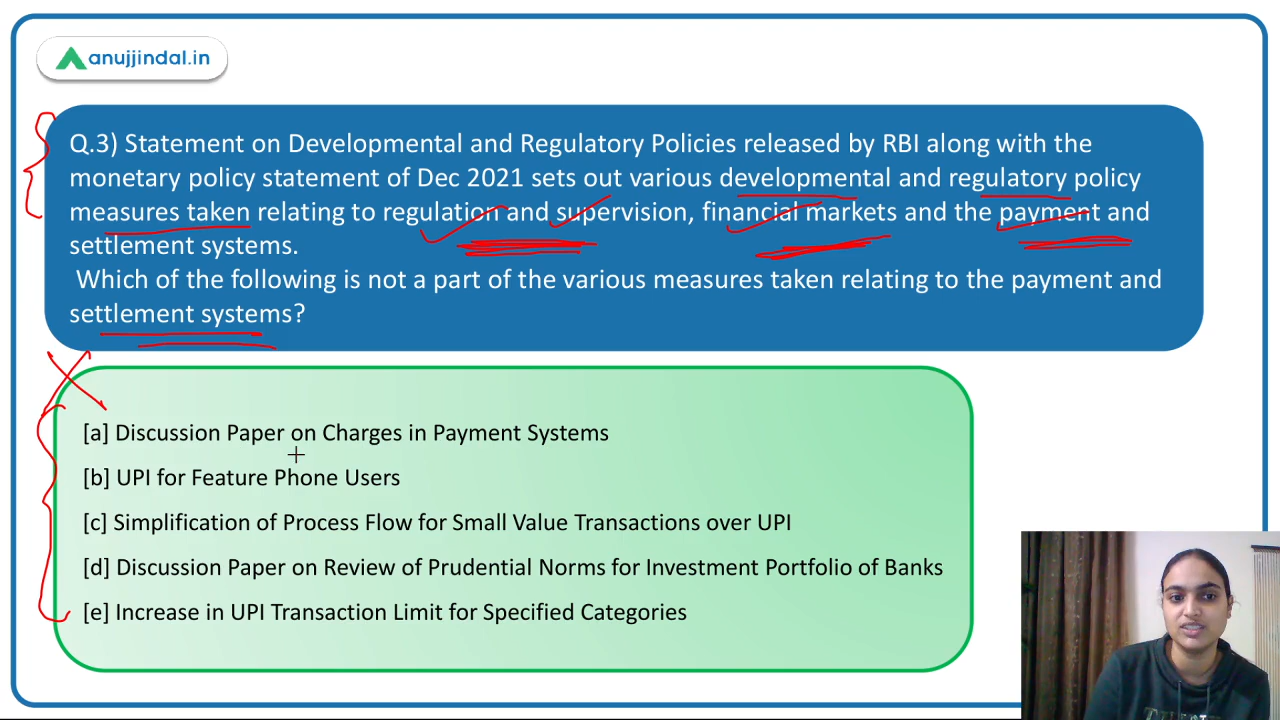 anujjindal.in
Q.3) Statement on Developmental and Regulatory Policies released by RBI along with the
monetary policy statement of Dec 2021 sets out various developmental and regulatory policy
measures taken relating to regulation and supervision, financial markets and the payment and
settlement systems.
Which of the following is not a part of the various measures taken relating to the payment and
settlement systems?
[a] Discussion Paper on Charges in Payment Systems
[b] UPI for Feature Phone Users
[c] Simplification of Process Flow for Small Value Transactions over UPI
[d] Discussion Paper on Review of Prudential Norms for Investment Portfolio of Banks
[e] Increase in UPI Transaction Limit for Specified Categories